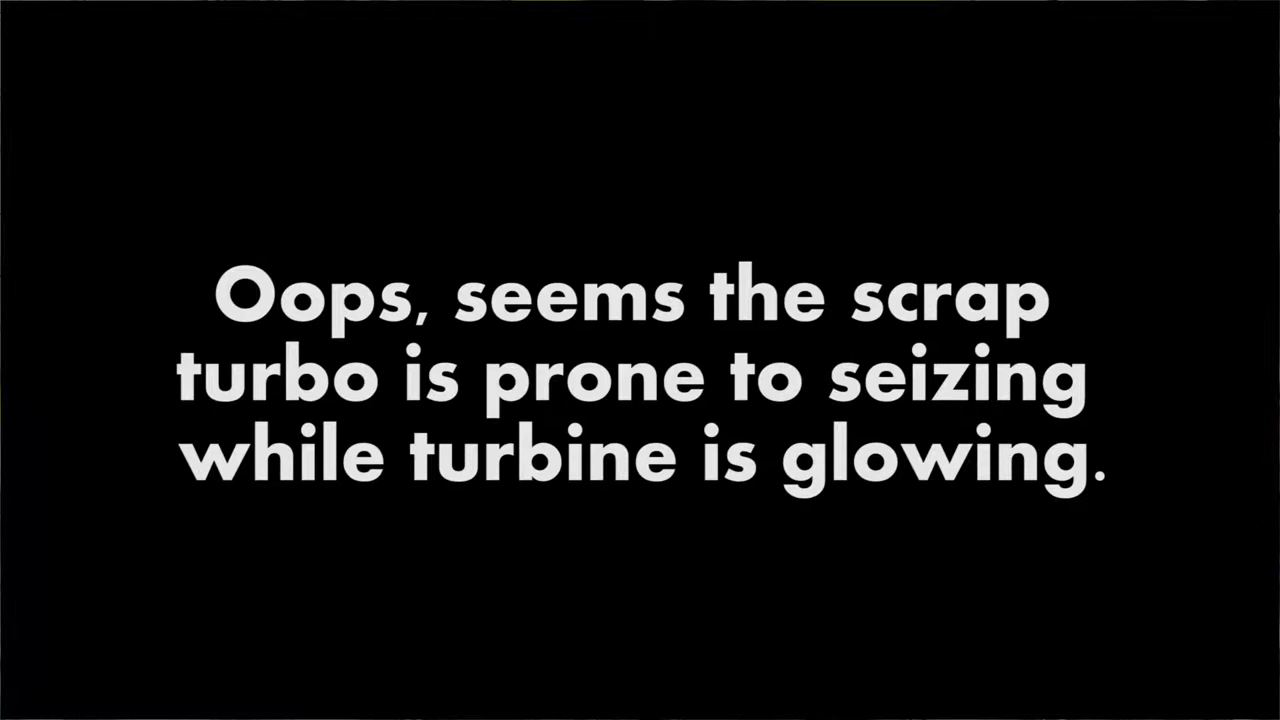 Oops, seems the scrap
turbo is prone to seizing
while turbine is glowing.